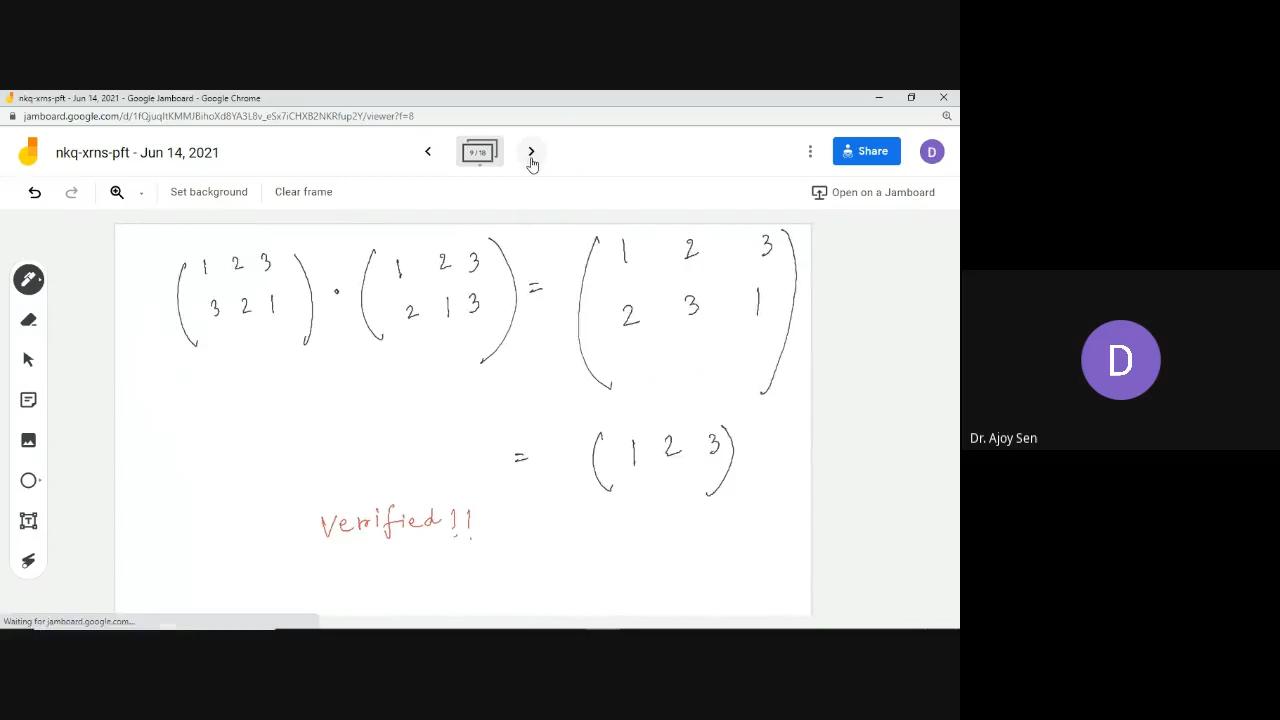 nkq-xrns-pft - Jun 14, 2021 - Google Jamboard - Google Chrome
jamboard.google.com/d/1fQjuqItKMMJBihoXd8YA3L8v_eSx7iCHXB2NKRfup2Y/viewer?f=8
nkq-xrns-pft - Jun 14, 2021
9 / 18
Share
D
Set background
Clear frame
Open on a Jamboard
( 1 2 3 ) . ( 1 2 3 ) = ( 1 2 3 )
( 3 2 1 ) ( 2 1 3 ) ( 2 3 1 )
= ( 1 2 3 )
Verrified !!
Waiting for jamboard.google.com...
D
Dr. Ajoy Sen